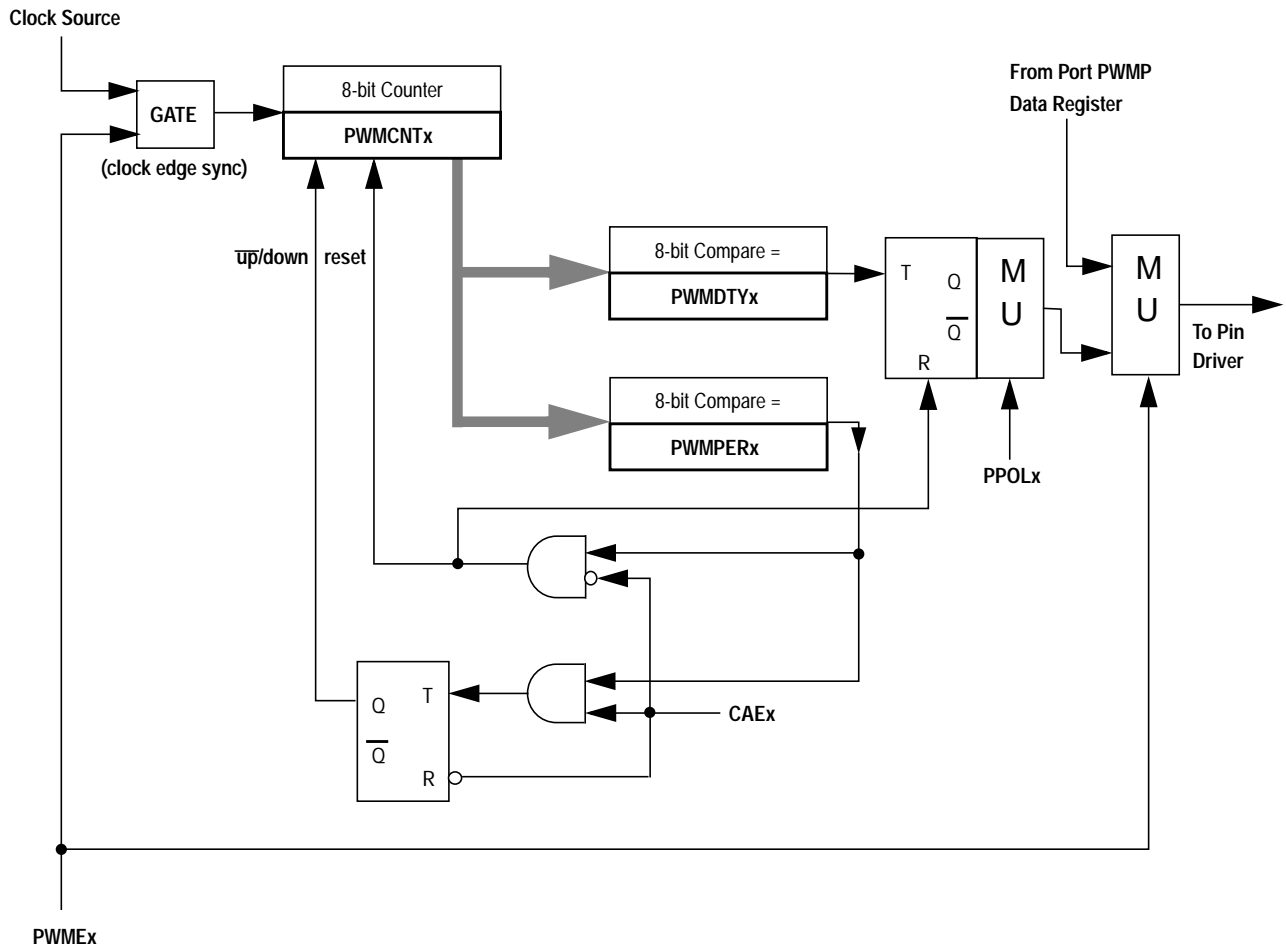 Clock Source
From Port PWMP
Data Register
8-bit Counter
GATE
PWMCNTx
(clock edge sync)
u̅p̅/down
reset
8-bit Compare =
PWMDTYx
T
Q
Q̅
R
M
U
M
U
To Pin
Driver
8-bit Compare =
PWMPERx
PPOLx
Q
T
Q̅
R
CAEx
PWMEx